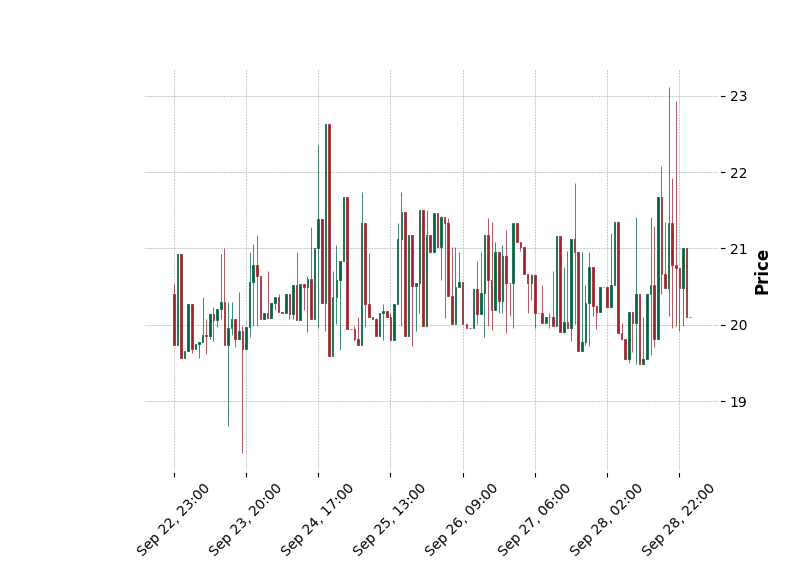 23
22
21
20
19
Price
Sep 22, 23:00
Sep 23, 20:00
Sep 24, 17:00
Sep 25, 13:00
Sep 26, 09:00
Sep 27, 06:00
Sep 28, 02:00
Sep 28, 22:00